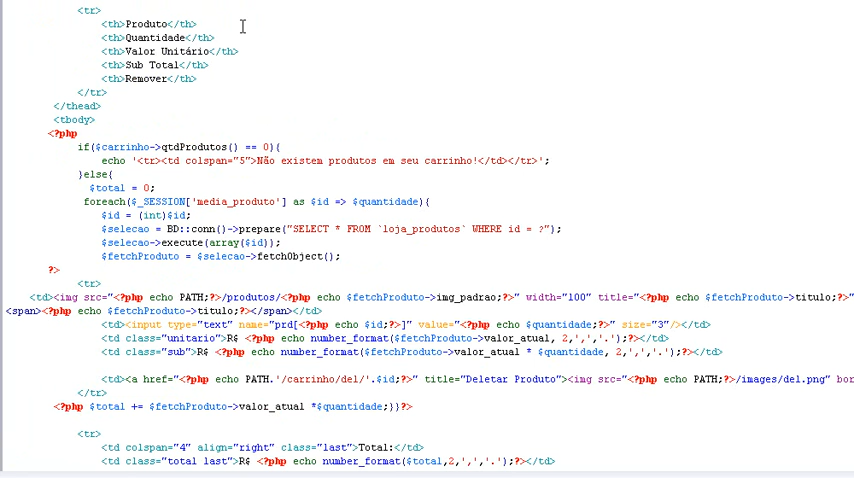 <tr>
<th>Produto</th>
<th>Quantidade</th>
<th>Valor Unitário</th>
<th>Sub Total</th>
<th>Remover</th>
</tr>
</thead>
<tbody>
<?php
if($carrinho->qtdProdutos() == 0){
echo '<tr><td colspan="5">Não existem produtos em seu carrinho!</td></tr>';
}else{
$total = 0;
foreach($_SESSION['media_produto'] as $id => $quantidade){
$id = (int)$id;
$selecao = BD::conn()->prepare("SELECT * FROM `loja_produtos` WHERE id = ?");
$selecao->execute(array($id));
$fetchProduto = $selecao->fetchObject();
?>
<tr>
<td><img src="<?php echo PATH;?>/produtos/<?php echo $fetchProduto->img_padrao;?>" width="100" title="<?php echo $fetchProduto->titulo;?>"
<span><?php echo $fetchProduto->titulo;?></span></td>
<td><input type="text" name="prd[<?php echo $id;?>]" value="<?php echo $quantidade;?>" size="3"/></td>
<td class="unitario">R$ <?php echo number_format($fetchProduto->valor_atual, 2,',','.');?></td>
<td class="sub">R$ <?php echo number_format($fetchProduto->valor_atual * $quantidade, 2,',','.');?></td>
<td><a href="<?php echo PATH.'/carrinho/del/'.$id;?>" title="Deletar Produto"><img src="<?php echo PATH;?>/images/del.png" bor
</tr>
<?php $total += $fetchProduto->valor_atual *$quantidade;}}?>
<tr>
<td colspan="4" align="right" class="last">Total:</td>
<td class="total last">R$ <?php echo number_format($total,2,',','.');?></td>